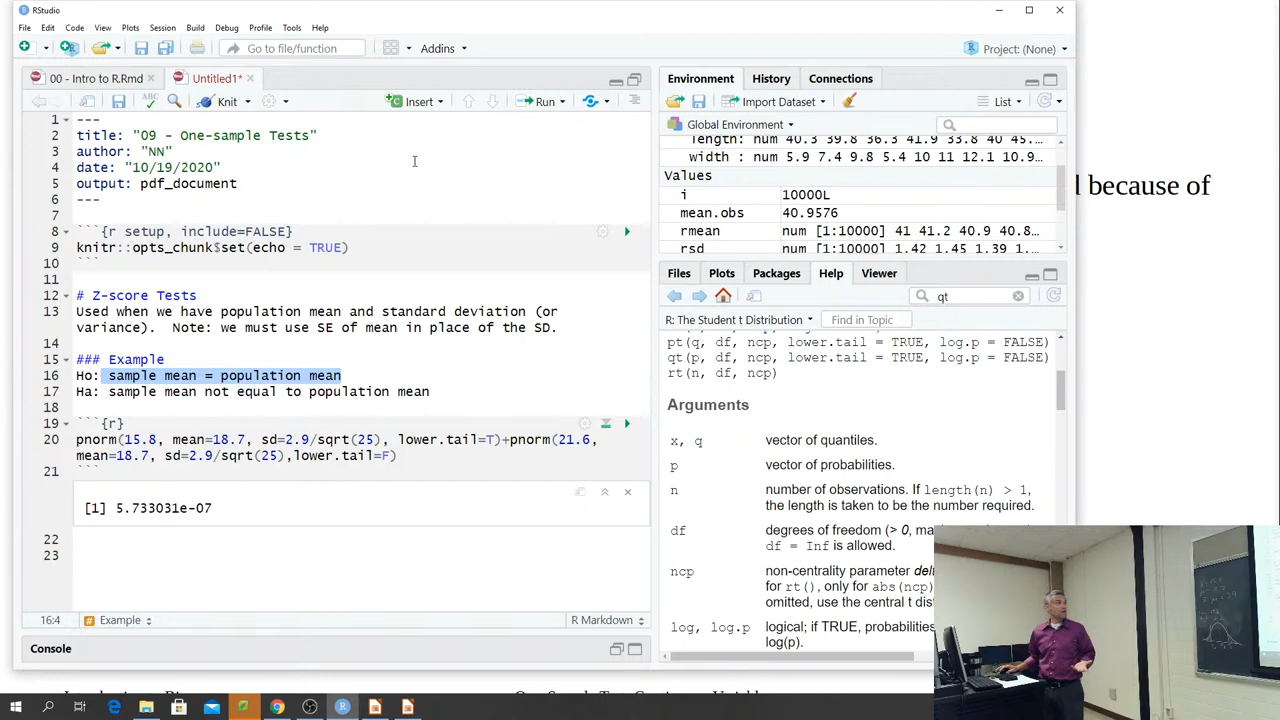 RStudio
File Edit Code View Plots Session Build Debug Profile Tools Help
Go to file/function
Addins
Project: (None)
00 - Intro to R.Rmd
Untitled1*
Knit
Insert
Run
1 ---
2 title: "09 - One-sample Tests"
3 author: "NN"
4 date: "10/19/2020"
5 output: pdf_document
6 ---
7
8 ```{r setup, include=FALSE}
9 knitr::opts_chunk$set(echo = TRUE)
10 ```
11
12 # Z-score Tests
13 Used when we have population mean and standard deviation (or
variance).  Note: we must use SE of mean in place of the SD.
14
15 ### Example
16 Ho: sample mean = population mean
17 Ha: sample mean not equal to population mean
18
19 ```{r}
20 pnorm(15.8, mean=18.7, sd=2.9/sqrt(25), lower.tail=T)+pnorm(21.6,
mean=18.7, sd=2.9/sqrt(25),lower.tail=F)
21 ```
[1] 5.733031e-07
22
23
16:4 # Example R Markdown
Console
Environment History Connections
Import Dataset List
Global Environment
length: num 40.3 39.8 36.3 41.9 33.8 40 45...
width : num 5.9 7.4 9.8 5.4 10 11 12.1 10.9...
Values
i 10000L
mean.obs 40.9576
rmean num [1:10000] 41 41.2 40.9 40.8...
rsd num [1:10000] 1.42 1.45 1.39 1....
Files Plots Packages Help Viewer
qt
R: The Student t Distribution Find in Topic
pt(q, df, ncp, lower.tail = TRUE, log.p = FALSE)
qt(p, df, ncp, lower.tail = TRUE, log.p = FALSE)
rt(n, df, ncp)
Arguments
x, q vector of quantiles.
p vector of probabilities.
n number of observations. If length(n) > 1,
the length is taken to be the number required.
df degrees of freedom (> 0, ma
df = Inf is allowed.
ncp non-centrality parameter
for rt(), only for abs(ncp)
omitted, use the central t dis
log, log.p logical; if TRUE, probabilities
log(p).
because of